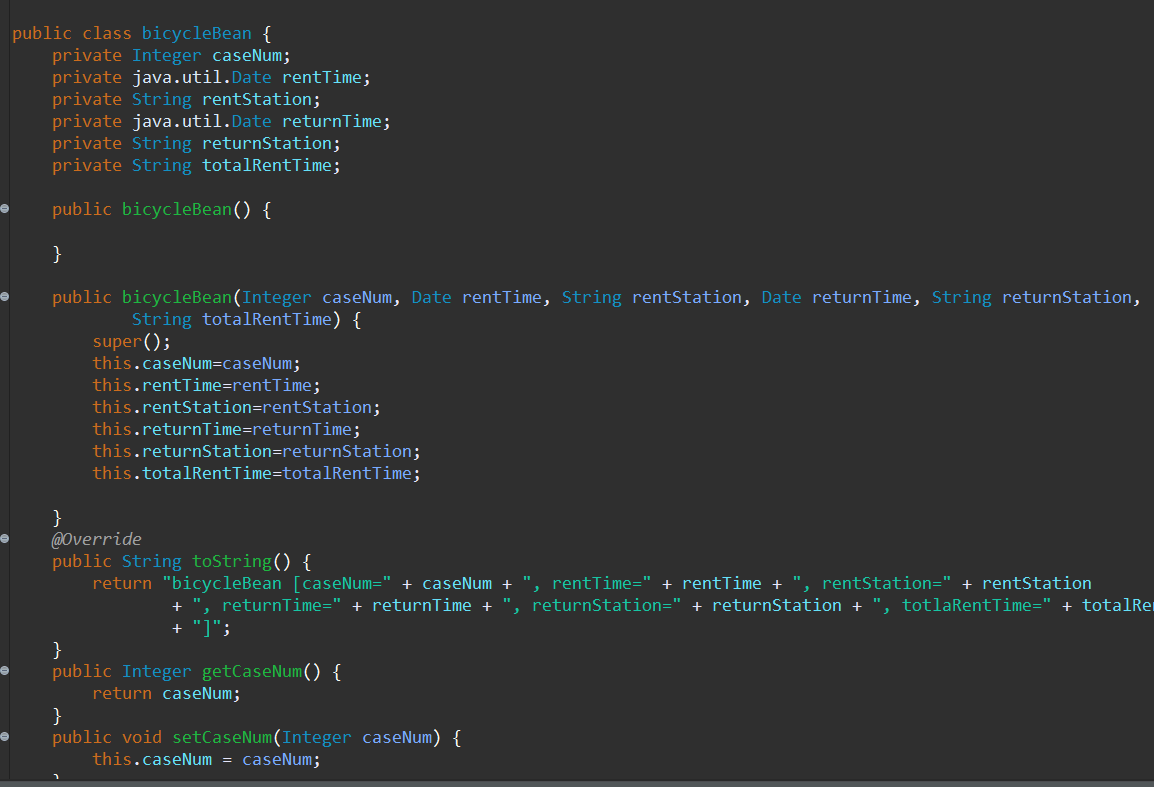 public class bicycleBean {
private Integer caseNum;
private java.util.Date rentTime;
private String rentStation;
private java.util.Date returnTime;
private String returnStation;
private String totalRentTime;
public bicycleBean() {
}
public bicycleBean(Integer caseNum, Date rentTime, String rentStation, Date returnTime, String returnStation,
String totalRentTime) {
super();
this.caseNum=caseNum;
this.rentTime=rentTime;
this.rentStation=rentStation;
this.returnTime=returnTime;
this.returnStation=returnStation;
this.totalRentTime=totalRentTime;
}
@Override
public String toString() {
return "bicycleBean [caseNum=" + caseNum + ", rentTime=" + rentTime + ", rentStation=" + rentStation
+ ", returnTime=" + returnTime + ", returnStation=" + returnStation + ", totlaRentTime=" +
+ "]";
}
public Integer getCaseNum() {
return caseNum;
}
public void setCaseNum(Integer caseNum) {
this.caseNum = caseNum;